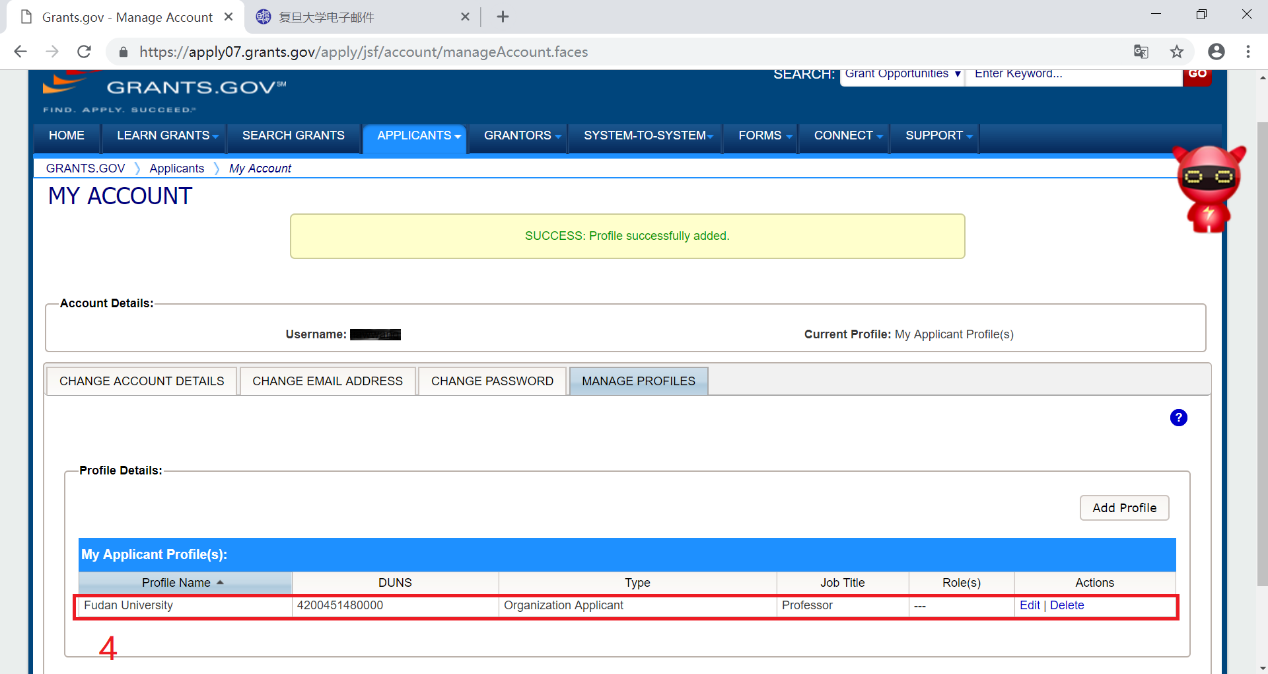 Grants.gov - Manage Account
复旦大学电子邮件
https://apply07.grants.gov/apply/jsf/account/manageAccount.faces
GRANTS.GOV SM
FIND. APPLY. SUCCEED.℠
SEARCH: Grant Opportunities Enter Keyword... GO
HOME LEARN GRANTS SEARCH GRANTS APPLICANTS GRANTORS SYSTEM-TO-SYSTEM FORMS CONNECT SUPPORT
GRANTS.GOV Applicants My Account
MY ACCOUNT
SUCCESS: Profile successfully added.
Account Details:
Username: Current Profile: My Applicant Profile(s)
CHANGE ACCOUNT DETAILS CHANGE EMAIL ADDRESS CHANGE PASSWORD MANAGE PROFILES
?
Profile Details:
Add Profile
My Applicant Profile(s):
Profile Name DUNS Type Job Title Role(s) Actions
Fudan University 4200451480000 Organization Applicant Professor --- Edit | Delete
4